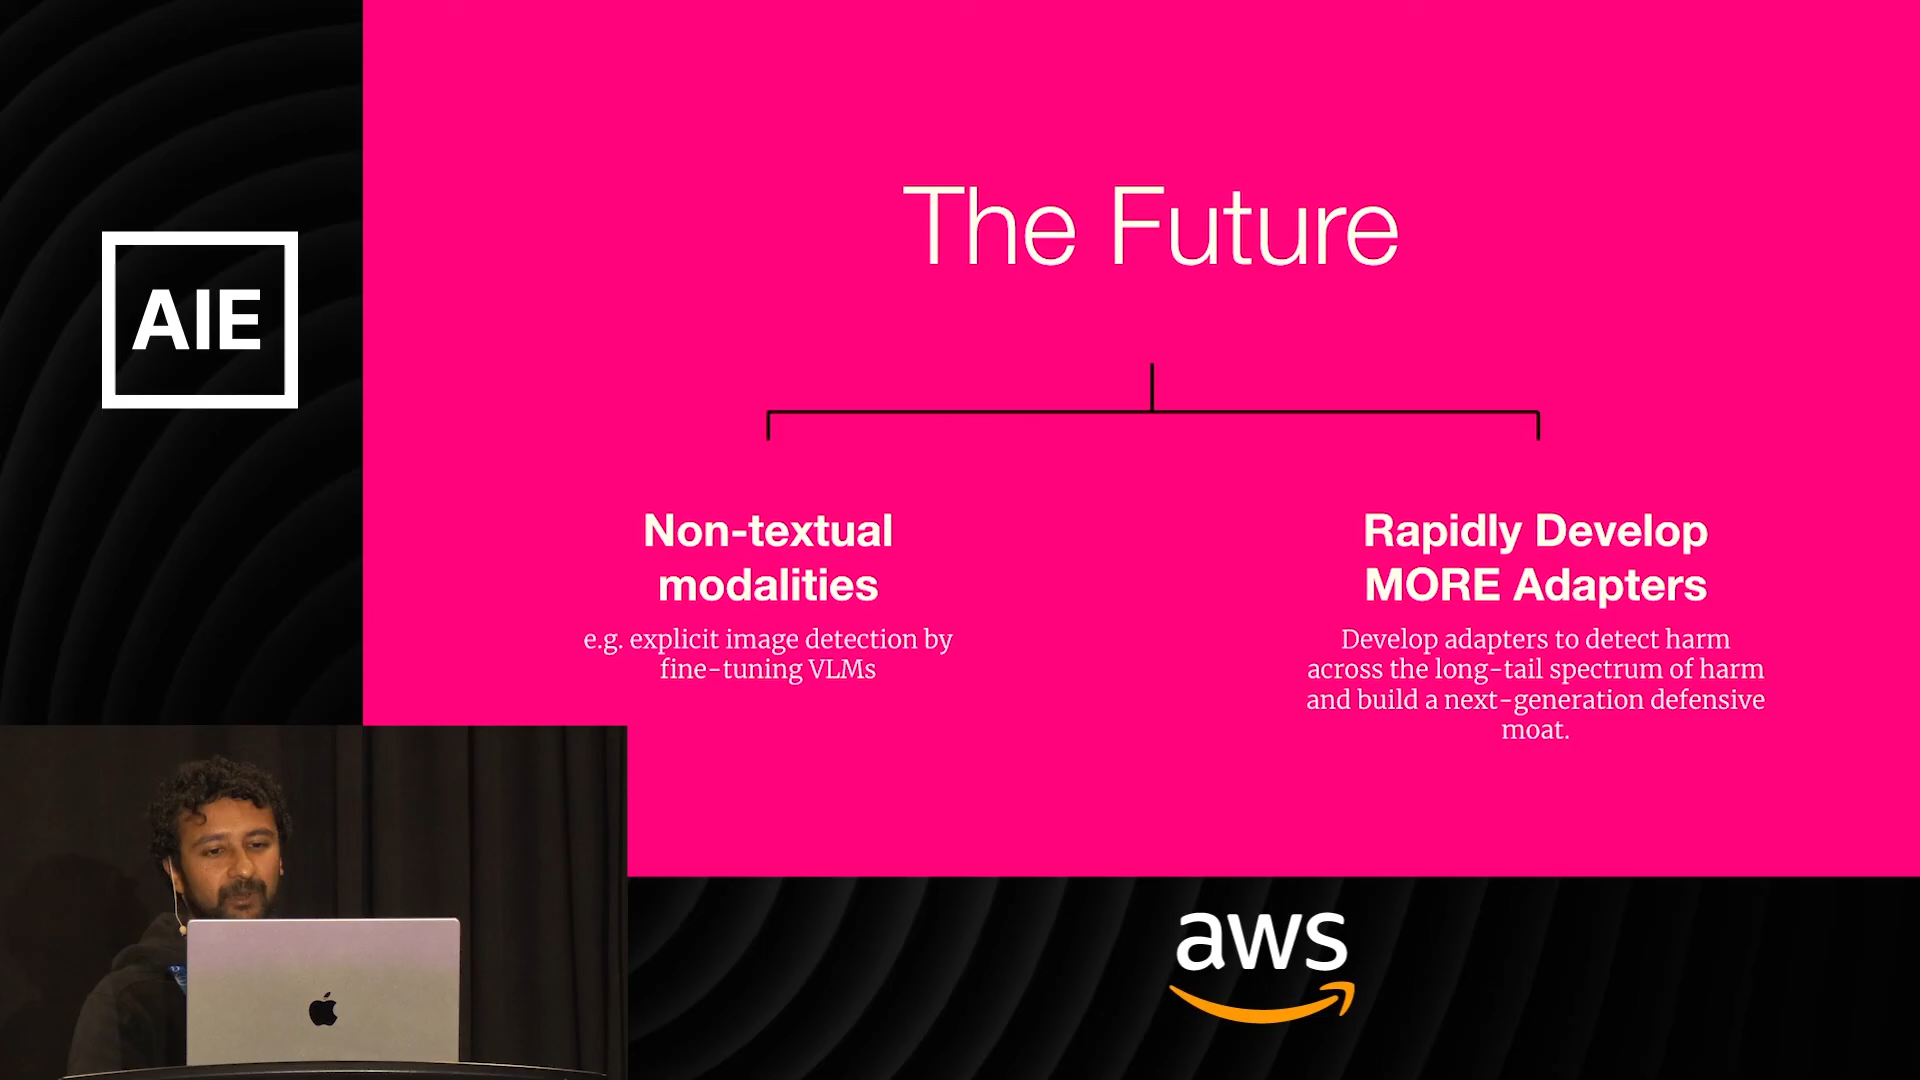 AIE
The Future
Non-textual
modalities
e.g. explicit image detection by
fine-tuning VLMs
Rapidly Develop
MORE Adapters
Develop adapters to detect harm
across the long-tail spectrum of harm
and build a next-generation defensive
moat.
aws